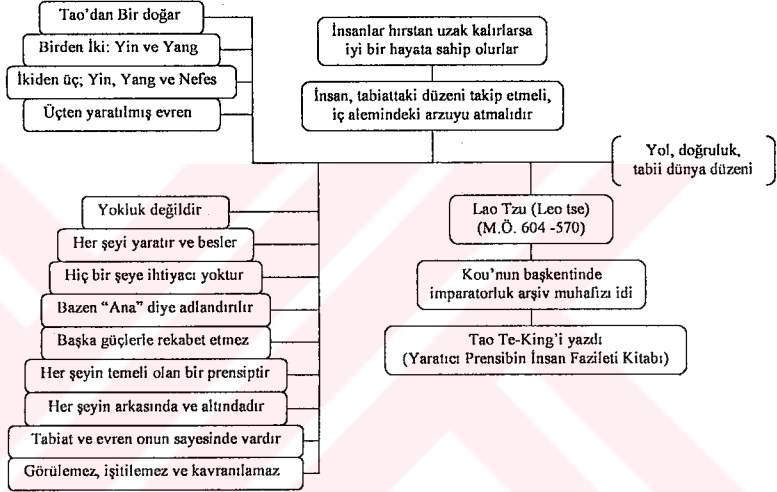 Tao'dan Bir doğar
Birden İki: Yin ve Yang
İkiden üç; Yin, Yang ve Nefes
Üçten yaratılmış evren
İnsanlar hırstan uzak kalırlarsa
iyi bir hayata sahip olurlar
İnsan, tabiattaki düzeni takip etmeli,
iç alemindeki arzuyu atmalıdır
Yol, doğruluk,
tabii dünya düzeni
Yokluk değildir
Her şeyi yaratır ve besler
Hiç bir şeye ihtiyacı yoktur
Bazen “Ana” diye adlandırılır
Başka güçlerle rekabet etmez
Her şeyin temeli olan bir prensiptir
Her şeyin arkasında ve altındadır
Tabiat ve evren onun sayesinde vardır
Görülemez, işitilemez ve kavranılamaz
Lao Tzu (Leo tse)
(M.Ö. 604 -570)
Kou'nun başkentinde
imparatorluk arşiv muhafızı idi
Tao Te-King'i yazdı
(Yaratıcı Prensibin İnsan Fazileti Kitabı)